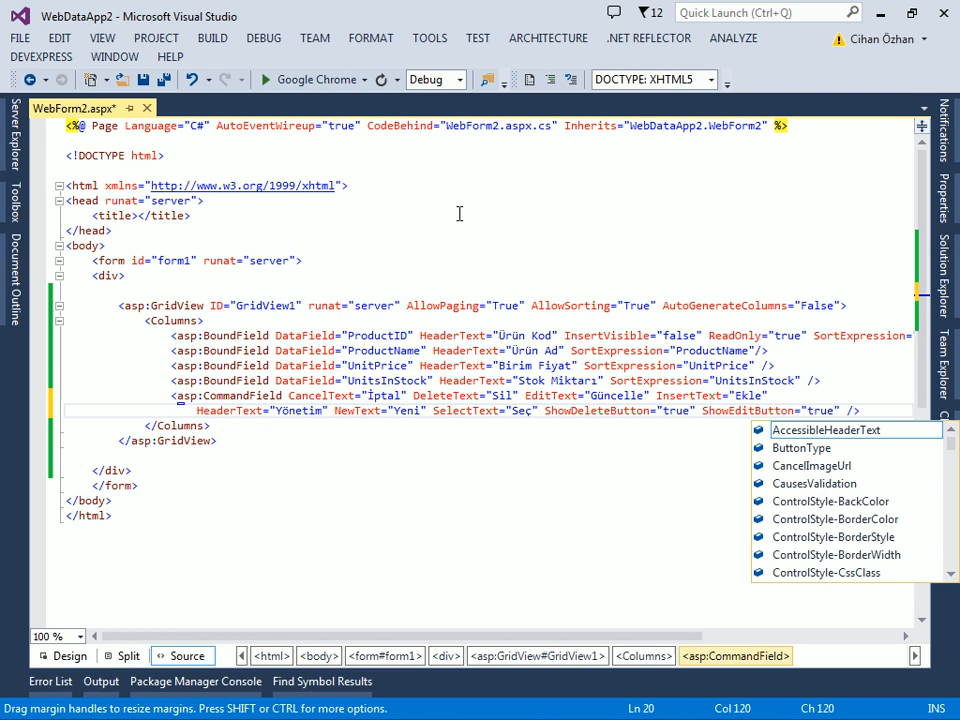 WebDataApp2 - Microsoft Visual Studio
12
Quick Launch (Ctrl+Q)
FILE EDIT VIEW PROJECT BUILD DEBUG TEAM FORMAT TOOLS TEST ARCHITECTURE .NET REFLECTOR ANALYZE
Cihan Özhan
DEVEXPRESS WINDOW HELP
Google Chrome
Debug
DOCTYPE: XHTML5
Server Explorer
Toolbox
Document Outline
WebForm2.aspx*
<%@ Page Language="C#" AutoEventWireup="true" CodeBehind="WebForm2.aspx.cs" Inherits="WebDataApp2.WebForm2" %>
<!DOCTYPE html>
<html xmlns="http://www.w3.org/1999/xhtml">
<head runat="server">
<title></title>
</head>
<body>
<form id="form1" runat="server">
<div>
<asp:GridView ID="GridView1" runat="server" AllowPaging="True" AllowSorting="True" AutoGenerateColumns="False">
<Columns>
<asp:BoundField DataField="ProductID" HeaderText="Ürün Kod" InsertVisible="false" ReadOnly="true" SortExpression=
<asp:BoundField DataField="ProductName" HeaderText="Ürün Ad" SortExpression="ProductName"/>
<asp:BoundField DataField="UnitPrice" HeaderText="Birim Fiyat" SortExpression="UnitPrice" />
<asp:BoundField DataField="UnitsInStock" HeaderText="Stok Miktarı" SortExpression="UnitsInStock" />
<asp:CommandField CancelText="İptal" DeleteText="Sil" EditText="Güncelle" InsertText="Ekle"
HeaderText="Yönetim" NewText="Yeni" SelectText="Seç" ShowDeleteButton="true" ShowEditButton="true" />
</Columns>
</asp:GridView>
</div>
</form>
</body>
</html>
AccessibleHeaderText
ButtonType
CancelImageUrl
CausesValidation
ControlStyle-BackColor
ControlStyle-BorderColor
ControlStyle-BorderStyle
ControlStyle-BorderWidth
ControlStyle-CssClass
Notifications
Properties
Solution Explorer
Team Explorer
100 %
Design Split Source
<html> <body> <form#form1> <div> <asp:GridView#GridView1> <Columns> <asp:CommandField>
Error List Output Package Manager Console Find Symbol Results
Drag margin handles to resize margins. Press SHIFT or CTRL for more options.
Ln 20 Col 120 Ch 120 INS